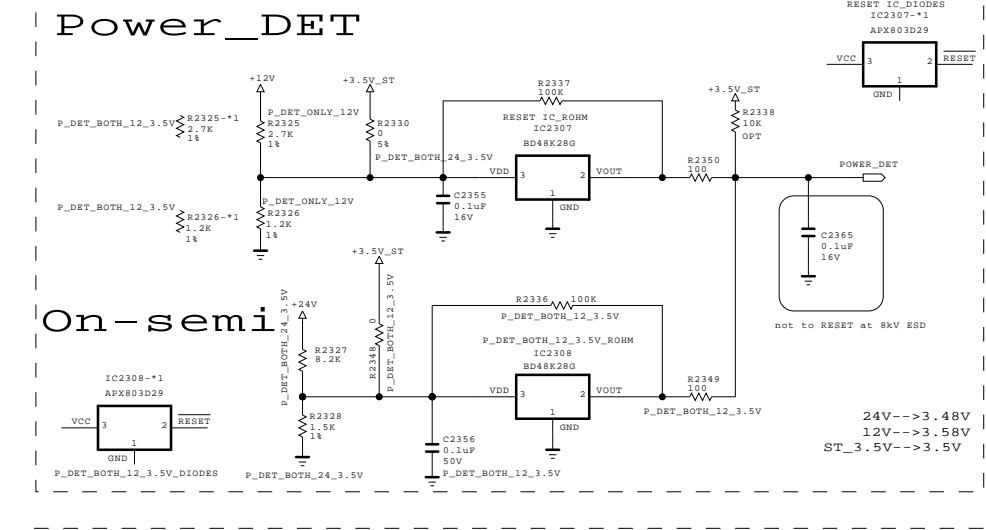 Power_DET
RESET IC_DIODES
IC2307-*1
APX803D29
VCC
3
2
RESET
1
GND
+12V
+3.5V_ST
R2337
100K
+3.5V_ST
P_DET_BOTH_12_3.5V
R2325-*1
2.7K
1%
P_DET_ONLY_12V
R2325
2.7K
1%
R2330
0
5%
P_DET_BOTH_24_3.5V
RESET IC_ROHM
IC2307
BD48K28G
VDD
3
2
VOUT
1
GND
R2338
10K
OPT
R2350
100
POWER_DET
P_DET_BOTH_12_3.5V
R2326-*1
1.2K
1%
P_DET_ONLY_12V
R2326
1.2K
1%
C2355
0.1uF
16V
C2365
0.1uF
16V
not to RESET at 8kV ESD
On-semi
+3.5V_ST
+24V
P_DET_BOTH_24_3.5V
R2327
8.2K
R2348
0
P_DET_BOTH_12_3.5V
R2336
100K
P_DET_BOTH_12_3.5V
P_DET_BOTH_12_3.5V_ROHM
IC2308
BD48K28G
VDD
3
2
VOUT
1
GND
R2349
100
P_DET_BOTH_12_3.5V
IC2308-*1
APX803D29
VCC
3
2
RESET
1
GND
P_DET_BOTH_12_3.5V_DIODES
R2328
1.5K
1%
P_DET_BOTH_24_3.5V
C2356
0.1uF
50V
P_DET_BOTH_12_3.5V
24V-->3.48V
12V-->3.58V
ST_3.5V-->3.5V